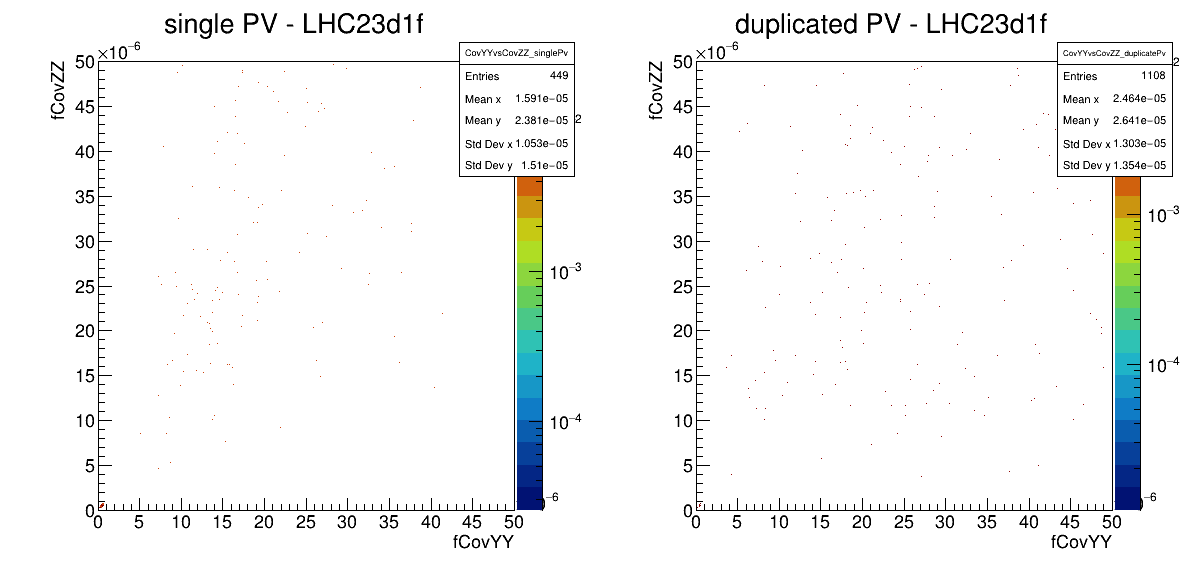 single PV - LHC23d1f
×10⁻⁶
fCovZZ
50
45
40
35
30
25
20
15
10
5
0
0 5 10 15 20 25 30 35 40 45 50
fCovYY
CovYYvsCovZZ_singlePv
Entries 449
Mean x 1.591e-05
Mean y 2.381e-05
Std Dev x 1.053e-05
Std Dev y 1.51e-05
2
10⁻³
10⁻⁴
−6
duplicated PV - LHC23d1f
×10⁻⁶
fCovZZ
50
45
40
35
30
25
20
15
10
5
0
0 5 10 15 20 25 30 35 40 45 50
fCovYY
CovYYvsCovZZ_duplicatePv
Entries 1108
Mean x 2.464e-05
Mean y 2.641e-05
Std Dev x 1.303e-05
Std Dev y 1.354e-05
2
10⁻³
10⁻⁴
−6